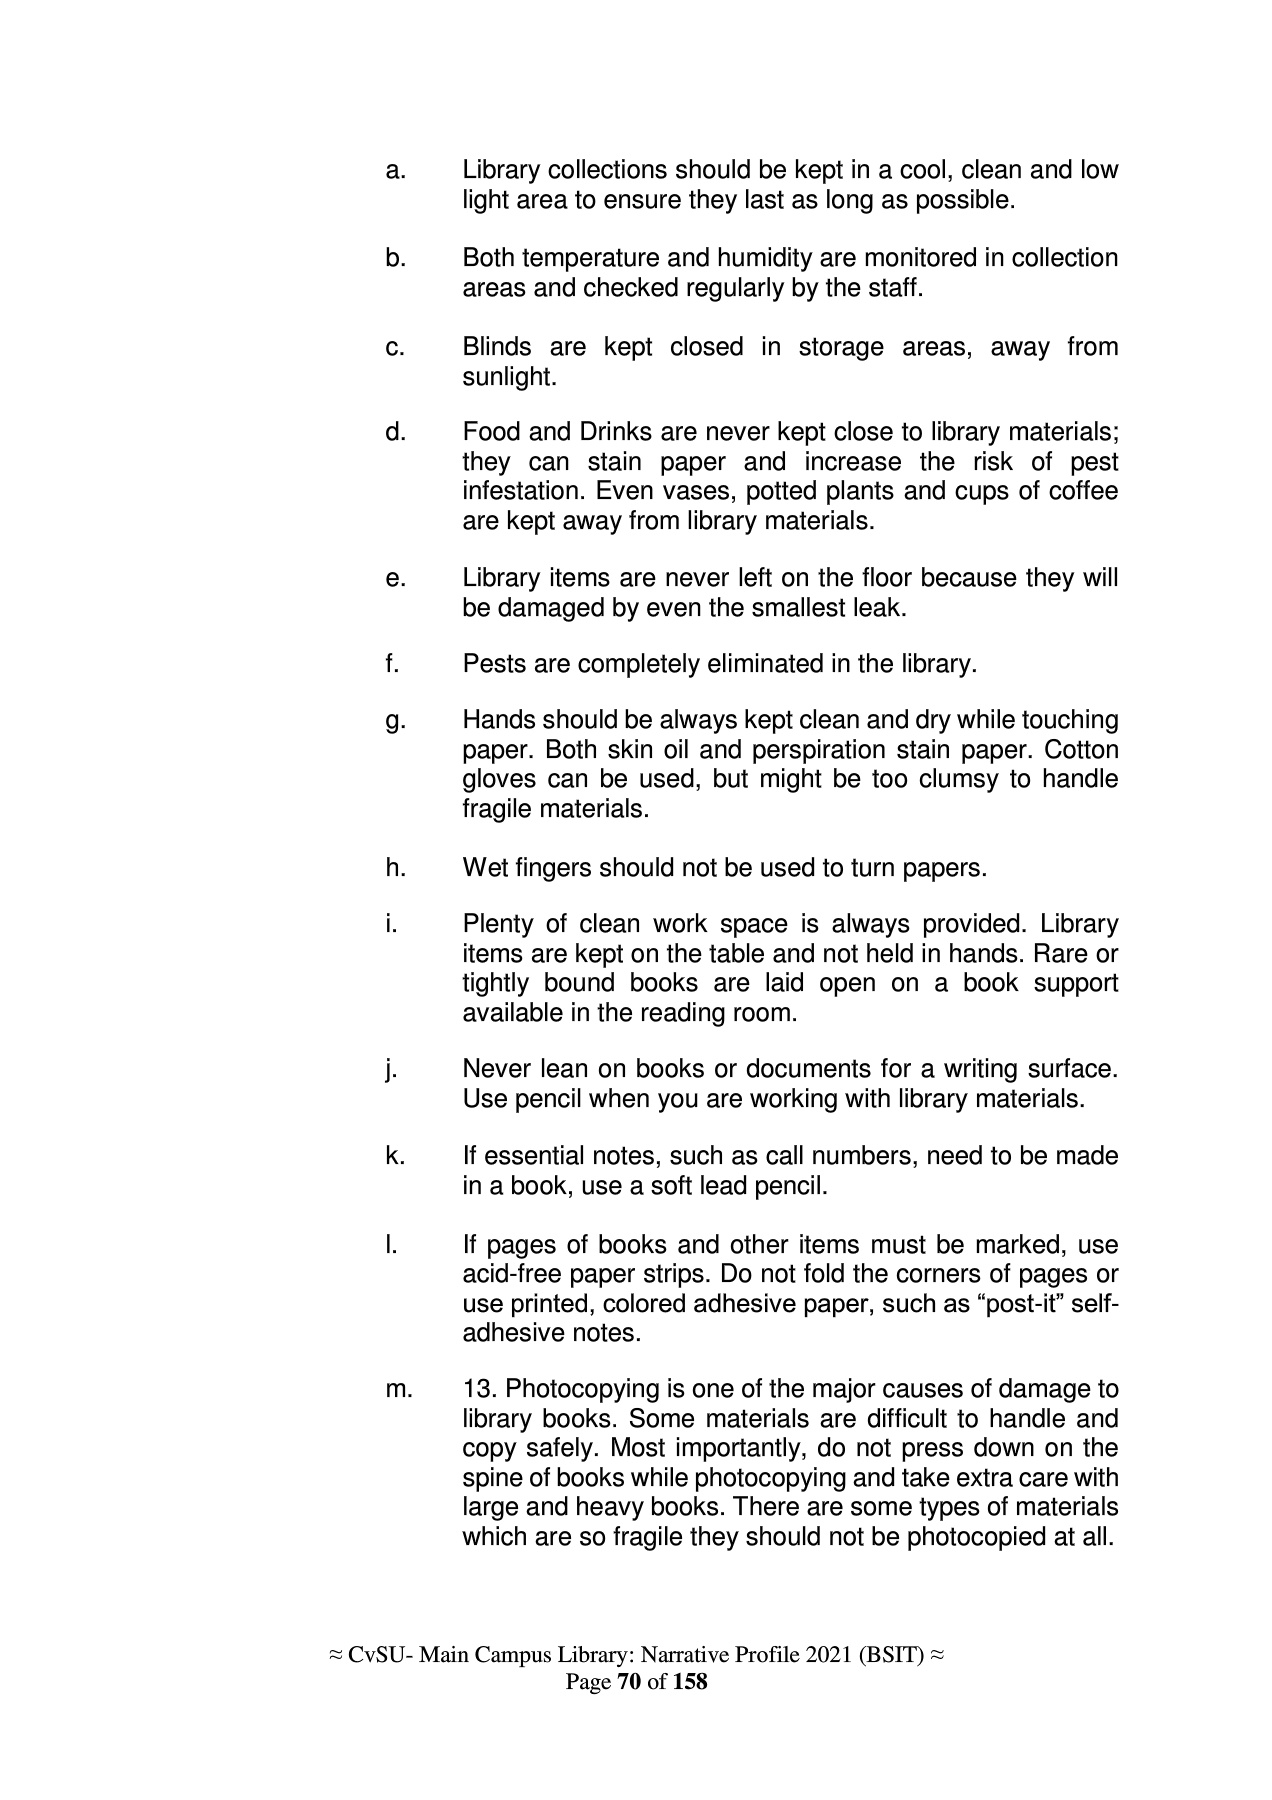 a. Library collections should be kept in a cool, clean and low
light area to ensure they last as long as possible.
b. Both temperature and humidity are monitored in collection
areas and checked regularly by the staff.
c. Blinds are kept closed in storage areas, away from
sunlight.
d. Food and Drinks are never kept close to library materials;
they can stain paper and increase the risk of pest
infestation. Even vases, potted plants and cups of coffee
are kept away from library materials.
e. Library items are never left on the floor because they will
be damaged by even the smallest leak.
f. Pests are completely eliminated in the library.
g. Hands should be always kept clean and dry while touching
paper. Both skin oil and perspiration stain paper. Cotton
gloves can be used, but might be too clumsy to handle
fragile materials.
h. Wet fingers should not be used to turn papers.
i. Plenty of clean work space is always provided. Library
items are kept on the table and not held in hands. Rare or
tightly bound books are laid open on a book support
available in the reading room.
j. Never lean on books or documents for a writing surface.
Use pencil when you are working with library materials.
k. If essential notes, such as call numbers, need to be made
in a book, use a soft lead pencil.
l. If pages of books and other items must be marked, use
acid-free paper strips. Do not fold the corners of pages or
use printed, colored adhesive paper, such as “post-it” self-
adhesive notes.
m. 13. Photocopying is one of the major causes of damage to
library books. Some materials are difficult to handle and
copy safely. Most importantly, do not press down on the
spine of books while photocopying and take extra care with
large and heavy books. There are some types of materials
which are so fragile they should not be photocopied at all.
≈ CvSU- Main Campus Library: Narrative Profile 2021 (BSIT) ≈
Page 70 of 158